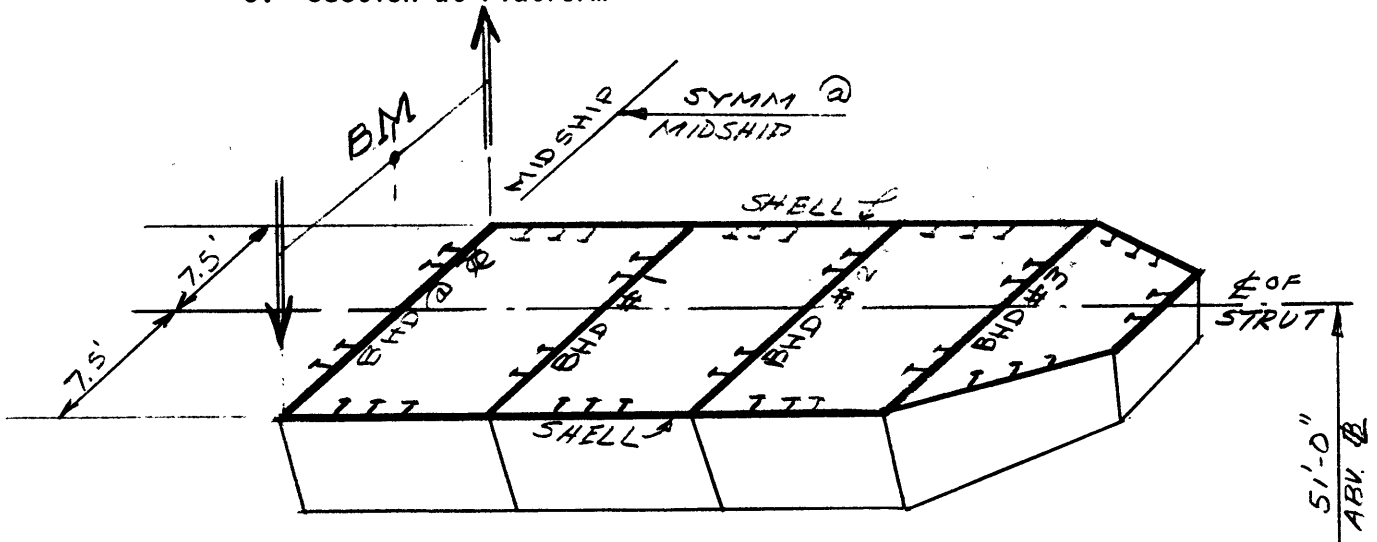 BM
MIDSHIP
SYMM @
MIDSHIP
SHELL
7.5'
7.5'
BHD @ ⅊
BHD #1
BHD #2
BHD #3
℄ OF
STRUT
SHELL
51'-0"
ABV. ⅊